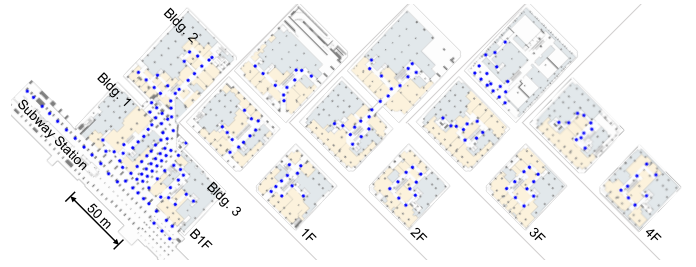 Bldg. 2
Bldg. 1
Subway Station
Bldg. 3
50 m
B1F
1F
2F
3F
4F